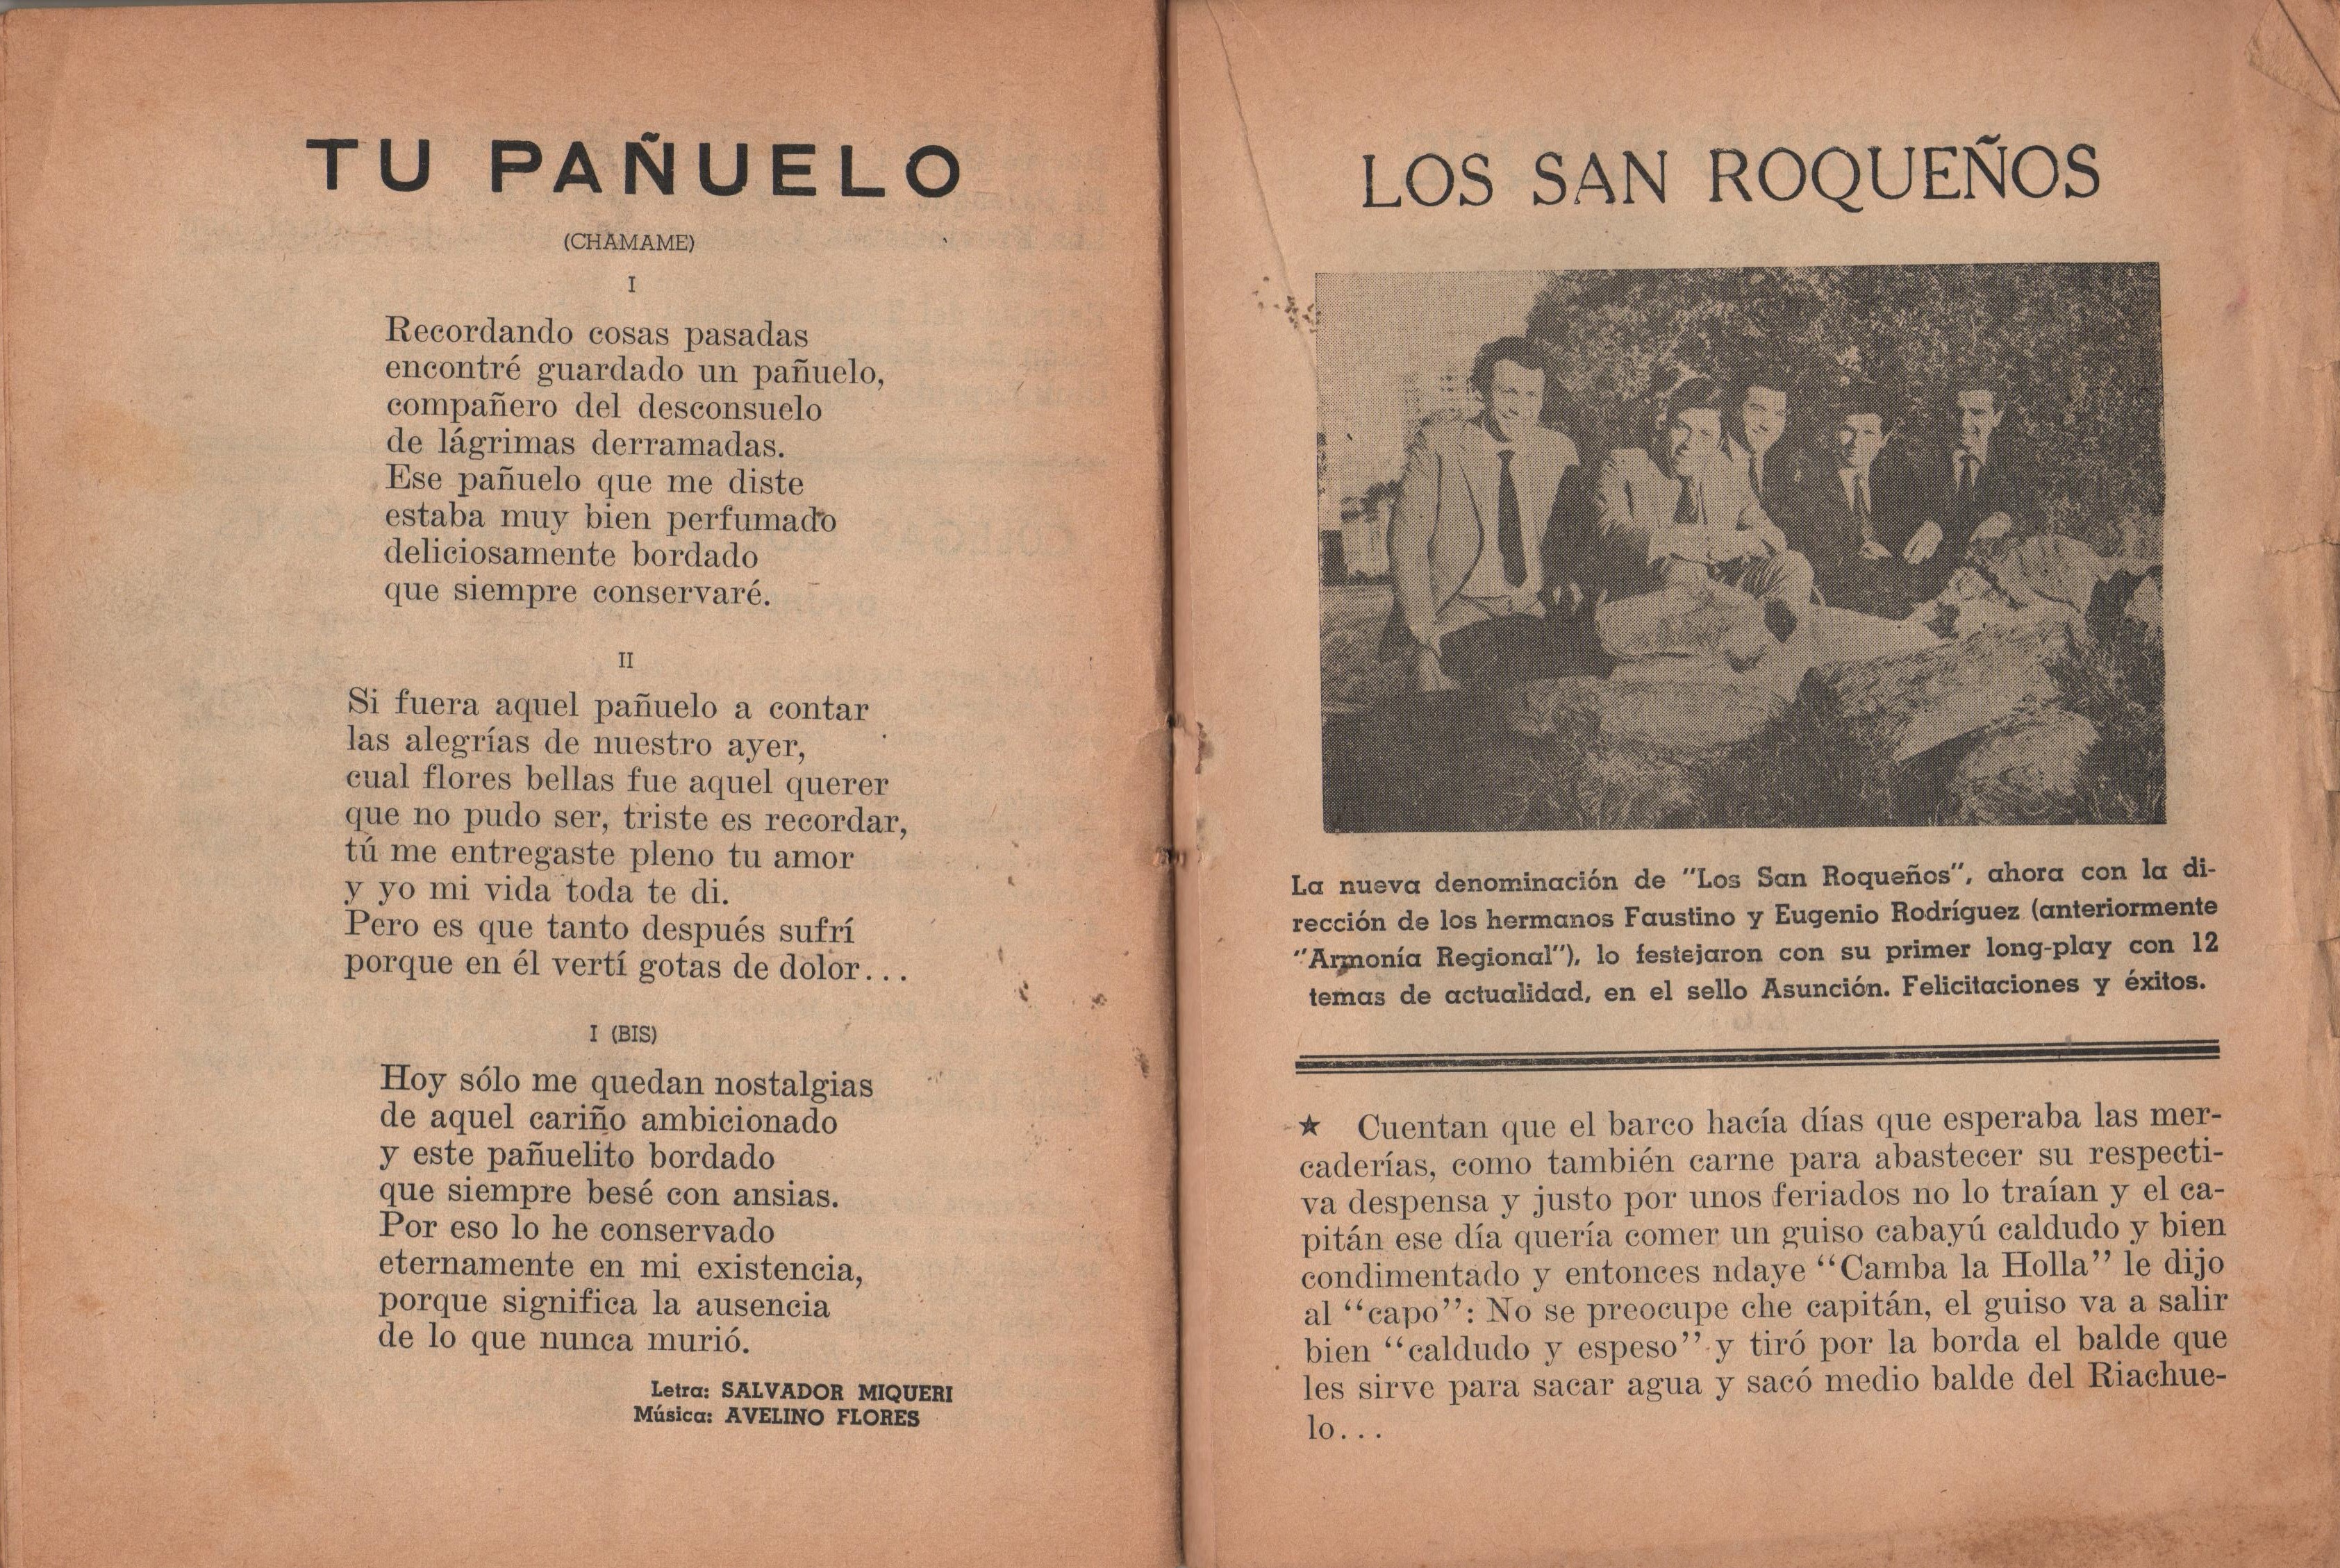 TU PAÑUELO
(CHAMAME)
I
Recordando cosas pasadas
encontré guardado un pañuelo,
compañero del desconsuelo
de lágrimas derramadas.
Ese pañuelo que me diste
estaba muy bien perfumado
deliciosamente bordado
que siempre conservaré.
II
Si fuera aquel pañuelo a contar
las alegrías de nuestro ayer,
cual flores bellas fue aquel querer
que no pudo ser, triste es recordar,
tú me entregaste pleno tu amor
y yo mi vida toda te di.
Pero es que tanto después sufrí
porque en él vertí gotas de dolor...
I (BIS)
Hoy sólo me quedan nostalgias
de aquel cariño ambicionado
y este pañuelito bordado
que siempre besé con ansias.
Por eso lo he conservado
eternamente en mi existencia,
porque significa la ausencia
de lo que nunca murió.
Letra: SALVADOR MIQUERI
Música: AVELINO FLORES
LOS SAN ROQUEÑOS
La nueva denominación de "Los San Roqueños", ahora con la di-
rección de los hermanos Faustino y Eugenio Rodríguez (anteriormente
"Armonía Regional"), lo festejaron con su primer long-play con 12
temas de actualidad, en el sello Asunción. Felicitaciones y éxitos.
★ Cuentan que el barco hacía días que esperaba las mer-
caderías, como también carne para abastecer su respecti-
va despensa y justo por unos feriados no lo traían y el ca-
pitán ese día quería comer un guiso cabayú caldudo y bien
condimentado y entonces ndaye "Camba la Holla" le dijo
al "capo": No se preocupe che capitán, el guiso va a salir
bien "caldudo y espeso" y tiró por la borda el balde que
les sirve para sacar agua y sacó medio balde del Riachue-
lo...